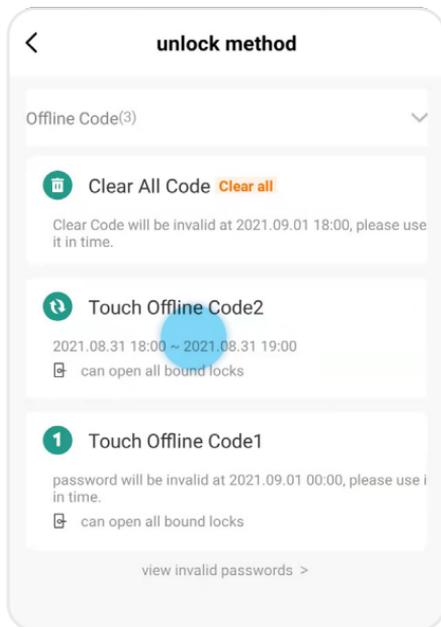 unlock method
Offline Code(3)
Clear All Code Clear all
Clear Code will be invalid at 2021.09.01 18:00, please use
it in time.
Touch Offline Code2
2021.08.31 18:00 ~ 2021.08.31 19:00
can open all bound locks
1 Touch Offline Code1
password will be invalid at 2021.09.01 00:00, please use i
in time.
can open all bound locks
view invalid passwords >